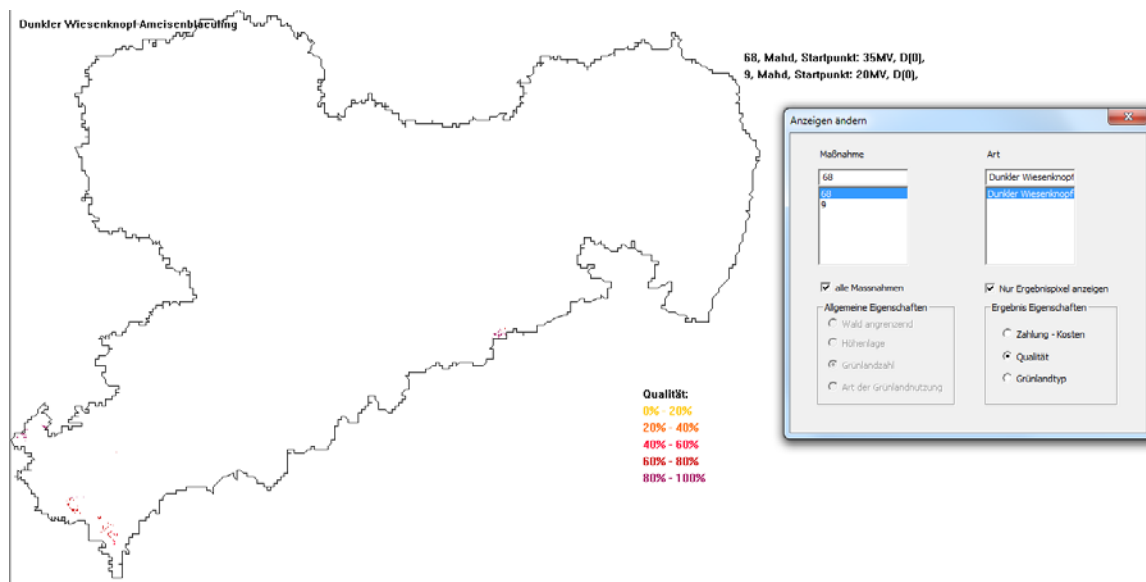 Dunkler Wiesenknopf-Ameisenblaeuling
68, Mahd, Startpunkt: 35MV, D(0),
9, Mahd, Startpunkt: 20MV, D(0),
Anzeigen ändern
Maßnahme
Art
68
Dunkler Wiesenknopf
68
Dunkler Wiesenknopf
9
alle Massnahmen
Nur Ergebnispixel anzeigen
Allgemeine Eigenschaften
Wald angrenzend
Höhenlage
Grünlandzahl
Art der Grünlandnutzung
Ergebnis Eigenschaften
Zahlung - Kosten
Qualität
Grünlandtyp
Qualität:
0% - 20%
20% - 40%
40% - 60%
60% - 80%
80% - 100%